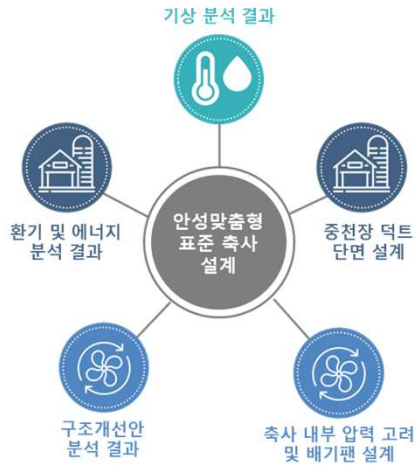 기상 분석 결과
환기 및 에너지
분석 결과
안성맞춤형
표준 축사
설계
중천장 덕트
단면 설계
구조개선안
분석 결과
축사 내부 압력 고려
및 배기팬 설계